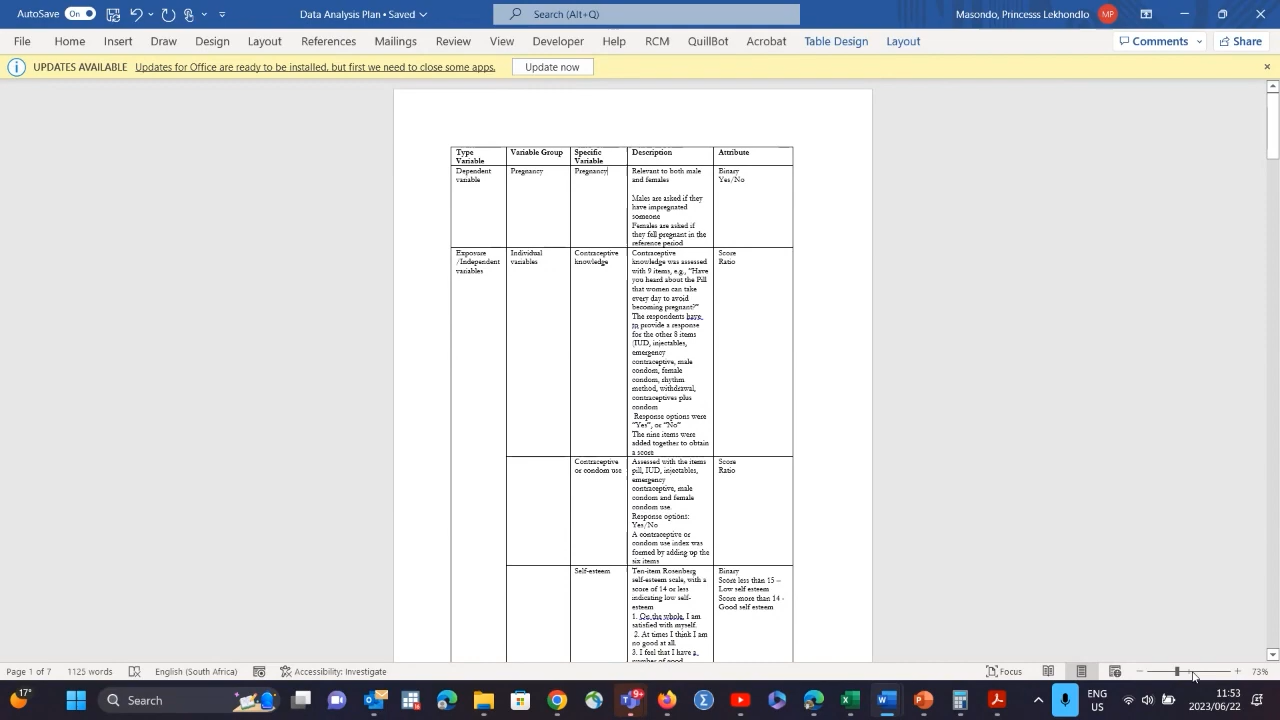 AutoSave On
Data Analysis Plan • Saved
Search (Alt+Q)
Masondo, Princesss Lekhondlo
MP
File Home Insert Draw Design Layout References Mailings Review View Developer Help RCM QuillBot Acrobat Table Design Layout
Comments
Share
UPDATES AVAILABLE Updates for Office are ready to be installed, but first we need to close some apps. Update now
Type Variable
Variable Group
Specific Variable
Description
Attribute
Dependent
variable
Pregnancy
Pregnancy
Relevant to both male
and females
Males are asked if they
have impregnated
someone
Females are asked if
they fell pregnant in the
reference period
Binary
Yes/No
Exposure
/Independent
variables
Individual
variables
Contraceptive
knowledge
Contraceptive
knowledge was assessed
with 9 items, e.g., "Have
you heard about the Pill
that women can take
every day to avoid
becoming pregnant?"
The respondents have
to provide a response
for the other 8 items
(IUD, injectables,
emergency
contraceptive, male
condom, female
condom, rhythm
method, withdrawal,
contraceptives plus
condom
Response options were
"Yes", or "No"
The nine items were
added together to obtain
a score
Score
Ratio
Contraceptive
or condom use
Assessed with the items
pill, IUD, injectables,
emergency
contraceptive, male
condom and female
condom use.
Response options:
Yes/No
A contraceptive or
condom use index was
formed by adding up the
six items
Score
Ratio
Self-esteem
Ten-item Rosenberg
self-esteem scale, with a
score of 14 or less
indicating low self-
esteem
1. On the whole, I am
satisfied with myself.
2. At times I think I am
no good at all.
3. I feel that I have a
number of good
Binary
Score less than 15 –
Low self esteem
Score more than 14 -
Good self esteem
Page 1 of 7
1125 words
English (South Africa)
Accessibility: Investigate
Focus
73%
17°
Search
9+
ENG
US
11:53
2023/06/22